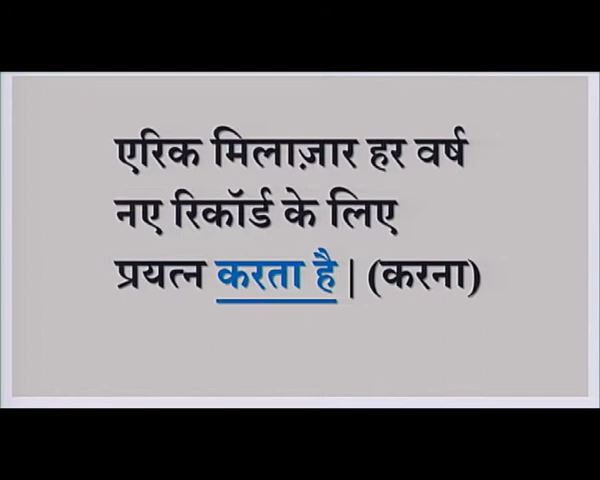 एरिक मिलाज़ार हर वर्ष
नए रिकॉर्ड के लिए
प्रयत्न करता है | (करना)